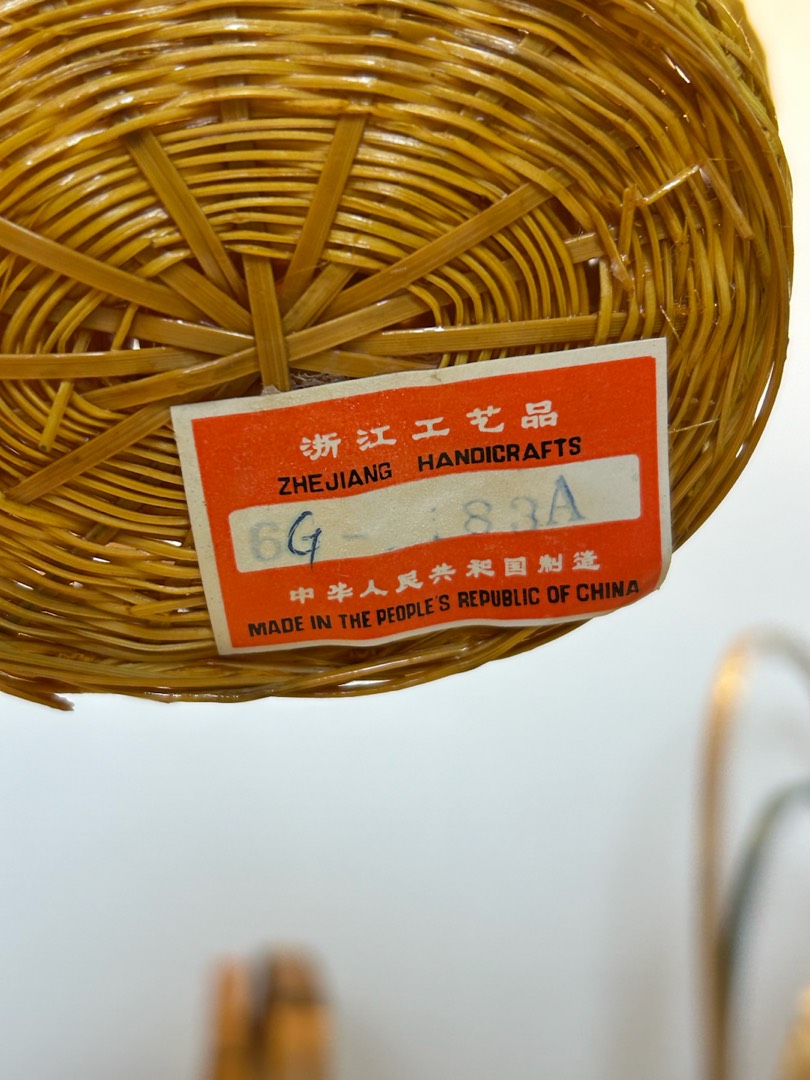 浙江工艺品
ZHEJIANG HANDICRAFTS
6G - 183A
中华人民共和国制造
MADE IN THE PEOPLE'S REPUBLIC OF CHINA